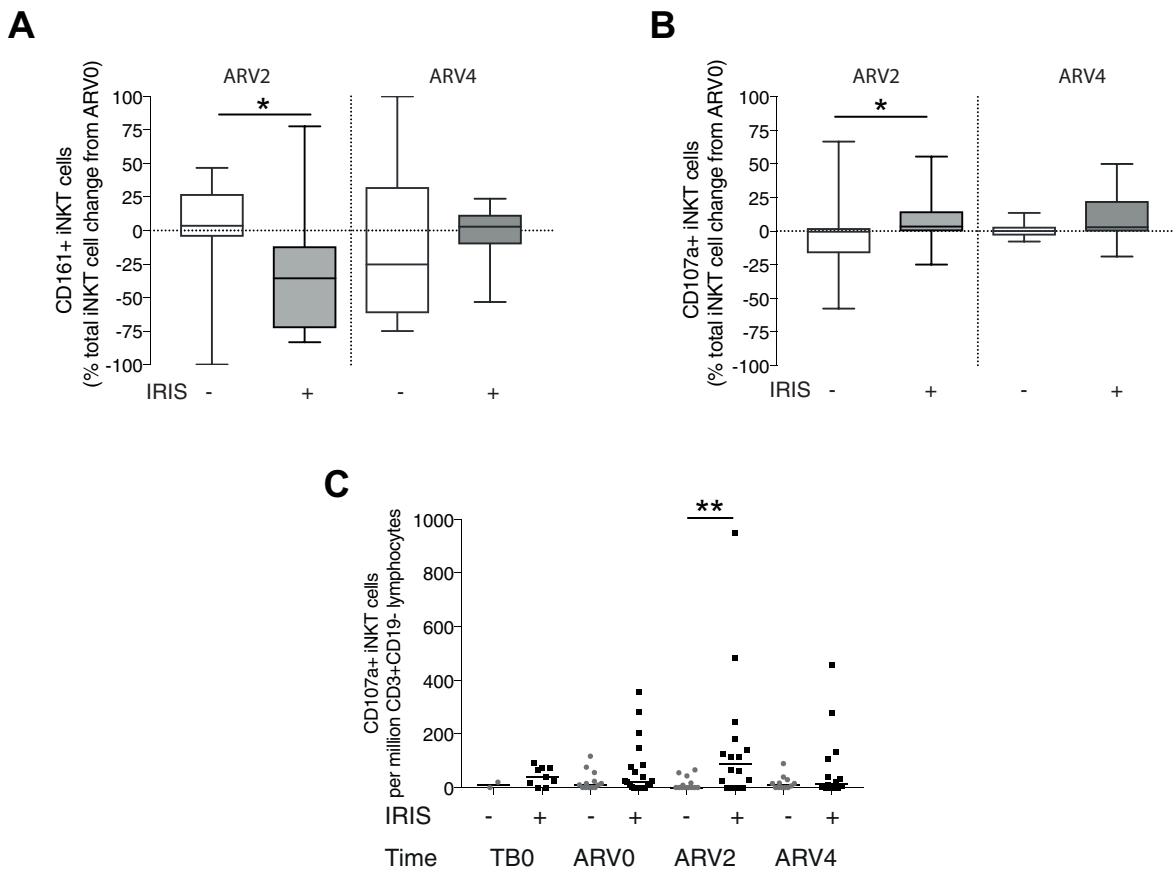 A
ARV2
ARV4
CD161+ iNKT cells
(% total iNKT cell change from ARV0)
100
75
50
25
0
-25
-50
-75
-100
*
IRIS - + - +
B
ARV2
ARV4
CD107a+ iNKT cells
(% total iNKT cell change from ARV0)
100
75
50
25
0
-25
-50
-75
-100
*
IRIS - + - +
C
CD107a+ iNKT cells
per million CD3+CD19- lymphocytes
1000
800
600
400
200
0
**
IRIS - + - + - + - +
Time TB0 ARV0 ARV2 ARV4